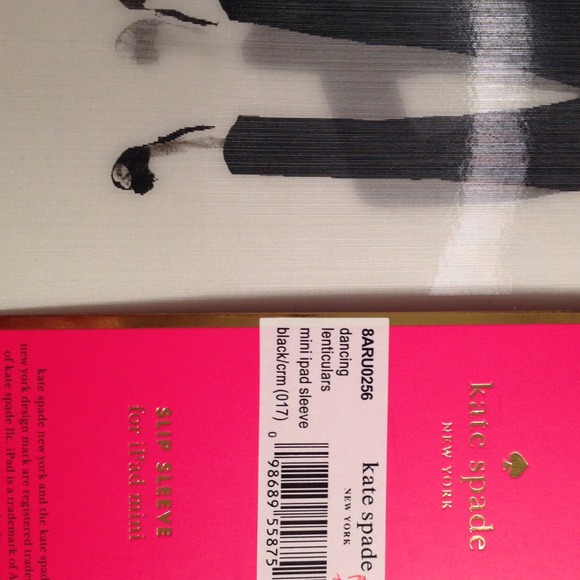 kate spade
NEW YORK
8ARU0256
dancing
lenticulars
mini ipad sleeve
black/crm (017)
kate spade
NEW YORK
0 98689 55875
SLIP SLEEVE
for iPad mini
kate spade new york and the kate spad
new york design mark are registered trade
of kate spade llc. iPad is a trademark of A